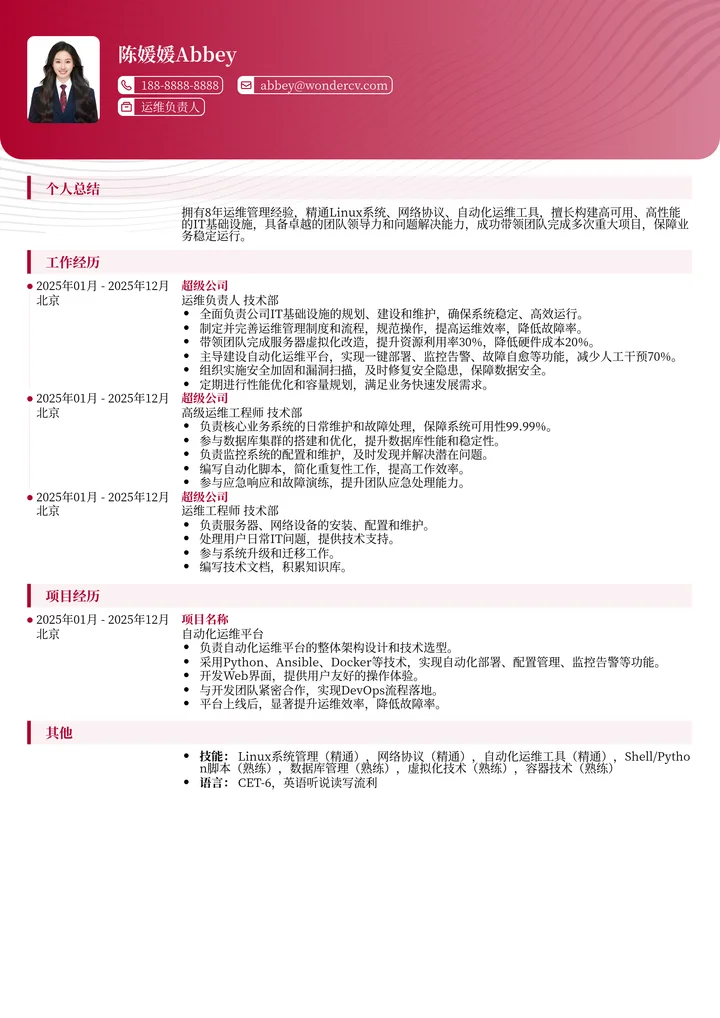 陈媛媛Abbey
188-8888-8888
abbey@wondercv.com
运维负责人
个人总结
拥有8年运维管理经验，精通Linux系统、网络协议、自动化运维工具，擅长构建高可用、高性能
的IT基础设施，具备卓越的团队领导力和问题解决能力，成功带领团队完成多次重大项目，保障业
务稳定运行。
工作经历
2025年01月 - 2025年12月
北京
超级公司
运维负责人 技术部
• 全面负责公司IT基础设施的规划、建设和维护，确保系统稳定、高效运行。
• 制定并完善运维管理制度和流程，规范操作，提高运维效率，降低故障率。
• 带领团队完成服务器虚拟化改造，提升资源利用率30%，降低硬件成本20%。
• 主导建设自动化运维平台，实现一键部署、监控告警、故障自愈等功能，减少人工干预70%。
• 组织实施安全加固和漏洞扫描，及时修复安全隐患，保障数据安全。
• 定期进行性能优化和容量规划，满足业务快速发展需求。
2025年01月 - 2025年12月
北京
超级公司
高级运维工程师 技术部
• 负责核心业务系统的日常维护和故障处理，保障系统可用性99.99%。
• 参与数据库集群的搭建和优化，提升数据库性能和稳定性。
• 负责监控系统的配置和维护，及时发现并解决潜在问题。
• 编写自动化脚本，简化重复性工作，提高工作效率。
• 参与应急响应和故障演练，提升团队应急处理能力。
2025年01月 - 2025年12月
北京
超级公司
运维工程师 技术部
• 负责服务器、网络设备的安装、配置和维护。
• 处理用户日常IT问题，提供技术支持。
• 参与系统升级和迁移工作。
• 编写技术文档，积累知识库。
项目经历
2025年01月 - 2025年12月
北京
项目名称
自动化运维平台
• 负责自动化运维平台的整体架构设计和技术选型。
• 采用Python、Ansible、Docker等技术，实现自动化部署、配置管理、监控告警等功能。
• 开发Web界面，提供用户友好的操作体验。
• 与开发团队紧密合作，实现DevOps流程落地。
• 平台上线后，显著提升运维效率，降低故障率。
其他
• 技能： Linux系统管理（精通），网络协议（精通），自动化运维工具（精通），Shell/Pytho
n脚本（熟练），数据库管理（熟练），虚拟化技术（熟练），容器技术（熟练）
• 语言： CET-6，英语听说读写流利